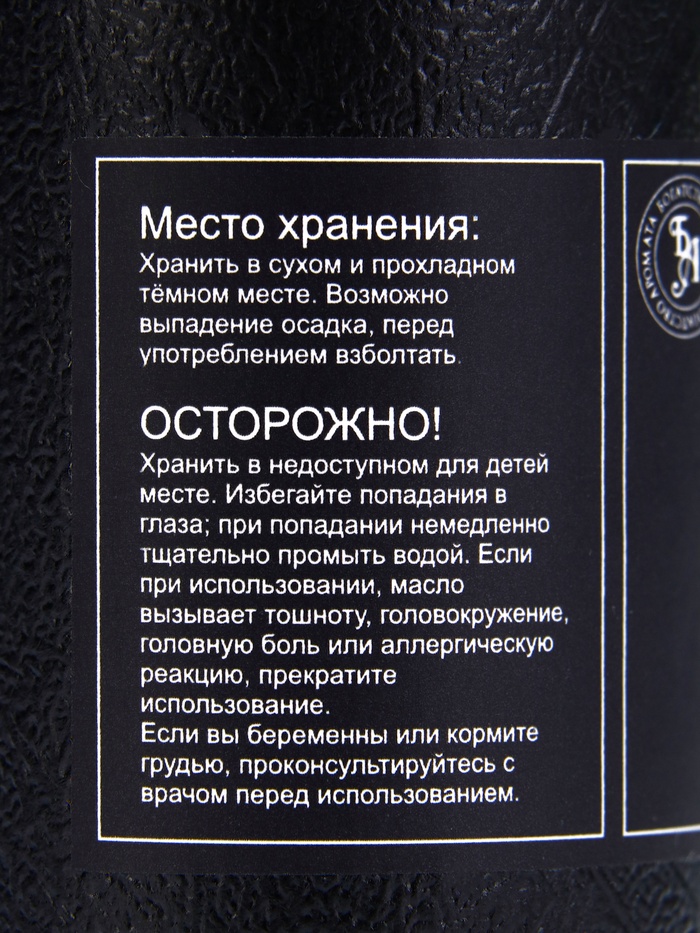 Место хранения:
Хранить в сухом и прохладном
тёмном месте. Возможно
выпадение осадка, перед
употреблением взболтать.
ОСТОРОЖНО!
Хранить в недоступном для детей
месте. Избегайте попадания в
глаза; при попадании немедленно
тщательно промыть водой. Если
при использовании, масло
вызывает тошноту, головокружение,
головную боль или аллергическую
реакцию, прекратите
использование.
Если вы беременны или кормите
грудью, проконсультируйтесь с
врачом перед использованием.
АРОМАТА